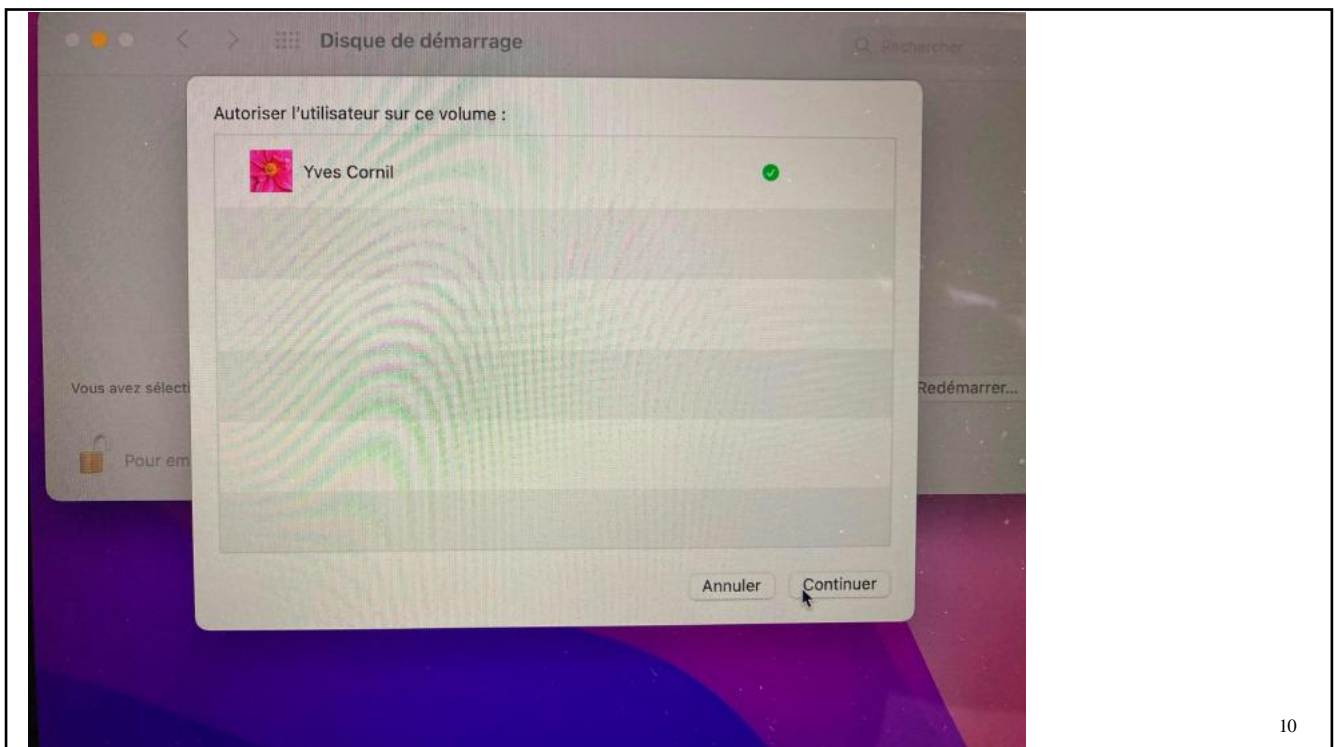 Disque de démarrage
Rechercher
Autoriser l'utilisateur sur ce volume :
Yves Cornil
Vous avez sélecti
Redémarrer...
Pour em
Annuler
Continuer
10